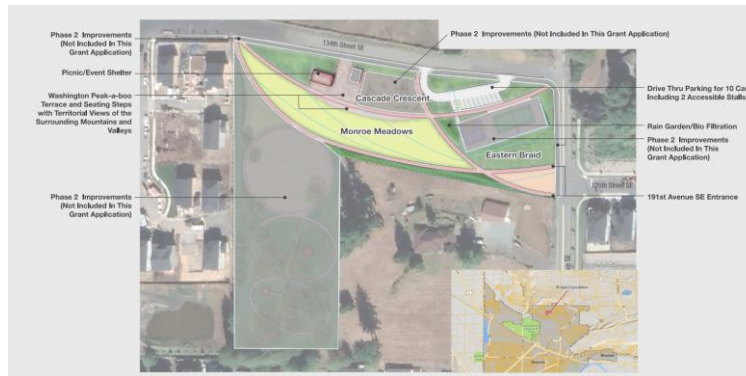 Phase 2 Improvements
(Not Included In This
Grant Application)
Picnic/Event Shelter
Washington Peak-a-boo
Terrace and Seating Steps
with Territorial Views of the
Surrounding Mountains and
Valleys
Phase 2 Improvements
(Not Included In This
Grant Application)
134th Street SE
Phase 2 Improvements (Not Included In This Grant Application)
Cascade Crescent
Monroe Meadows
Eastern Braid
Drive Thru Parking for 10 Ca
Including 2 Accessible Stalls
Rain Garden/Bio Filtration
Phase 2 Improvements
(Not Included In This
Grant Application)
191st Avenue SE Entrance
Project Location
Monroe